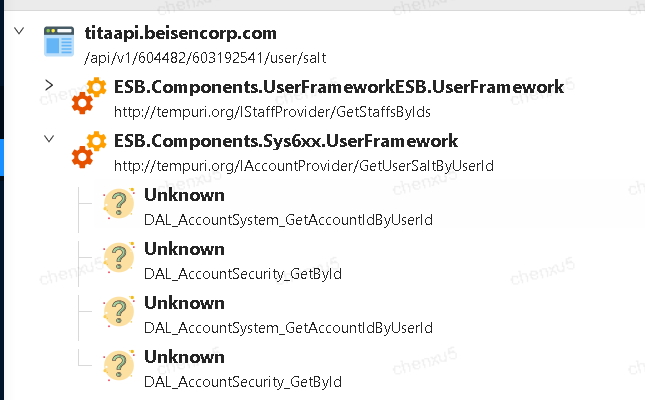 titaapi.beisencorp.com
/api/v1/604482/603192541/user/salt
ESB.Components.UserFrameworkESB.UserFramework
http://tempuri.org/IStaffProvider/GetStaffsByIds
ESB.Components.Sys6xx.UserFramework
http://tempuri.org/IAccountProvider/GetUserSaltByUserId
Unknown
DAL_AccountSystem_GetAccountIdByUserId
Unknown
DAL_AccountSecurity_GetById
Unknown
DAL_AccountSystem_GetAccountIdByUserId
Unknown
DAL_AccountSecurity_GetById
chenxu5
chenxu5
chenxu5
chenxu5
chenxu5
chenxu5
chenxu5